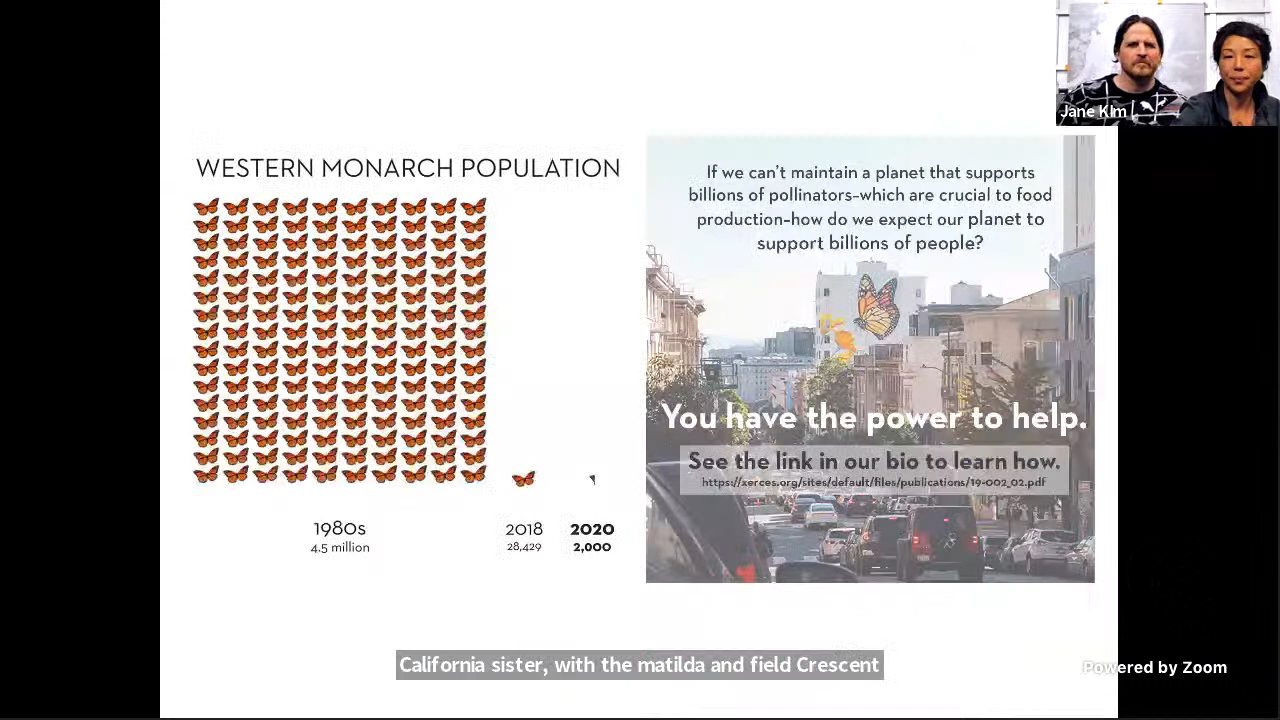 Jane Kim
WESTERN MONARCH POPULATION
1980s
4.5 million
2018
28,429
2020
2,000
If we can't maintain a planet that supports
billions of pollinators–which are crucial to food
production–how do we expect our planet to
support billions of people?
You have the power to help.
See the link in our bio to learn how.
https://xerces.org/sites/default/files/publications/19-002_02.pdf
California sister, with the matilda and field Crescent
Powered by Zoom